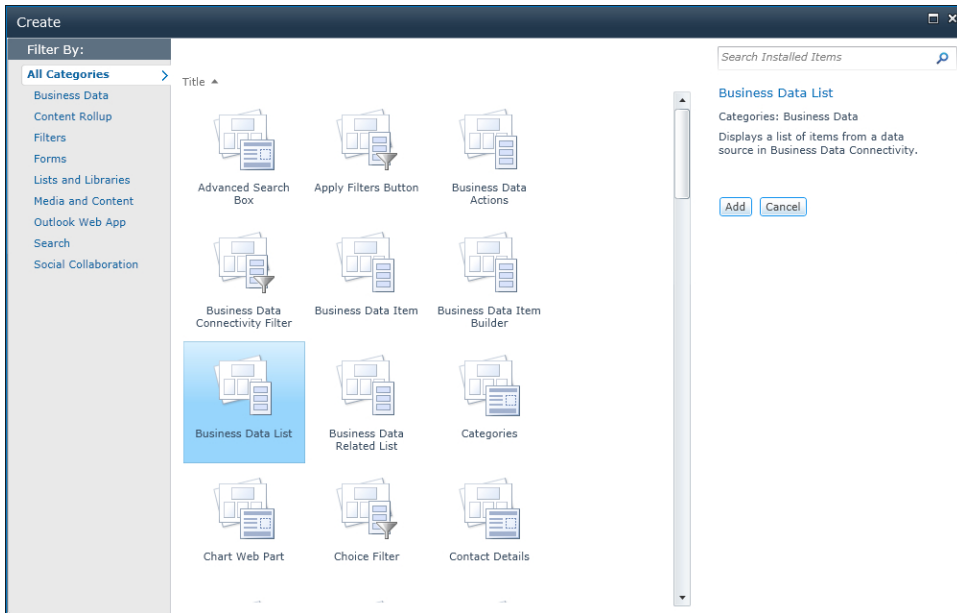 Create
Filter By:
All Categories
Business Data
Content Rollup
Filters
Forms
Lists and Libraries
Media and Content
Outlook Web App
Search
Social Collaboration
Title
Advanced Search
Box
Apply Filters Button
Business Data
Actions
Business Data
Connectivity Filter
Business Data Item
Business Data Item
Builder
Business Data List
Business Data
Related List
Categories
Chart Web Part
Choice Filter
Contact Details
Search Installed Items
Business Data List
Categories: Business Data
Displays a list of items from a data
source in Business Data Connectivity.
Add
Cancel